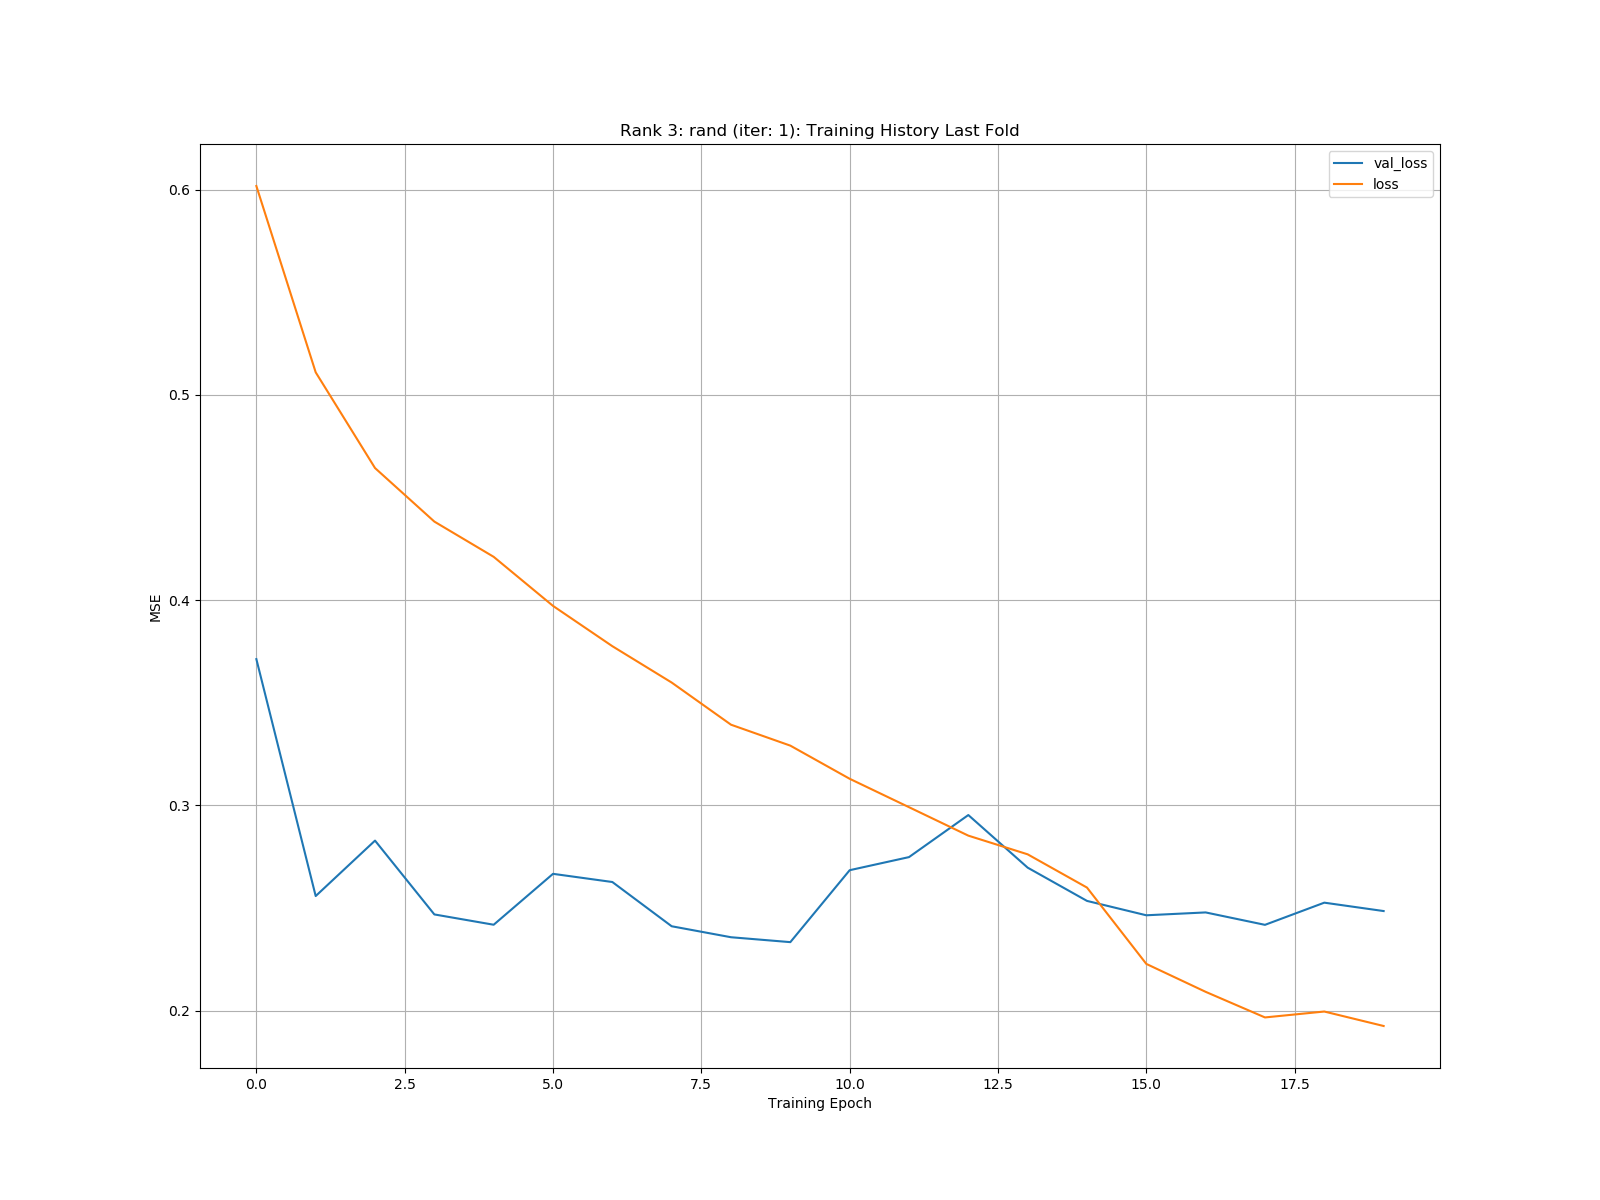 Rank 3: rand (iter: 1): Training History Last Fold
val_loss
loss
0.6
0.5
0.4
0.3
0.2
MSE
0.0 2.5 5.0 7.5 10.0 12.5 15.0 17.5
Training Epoch